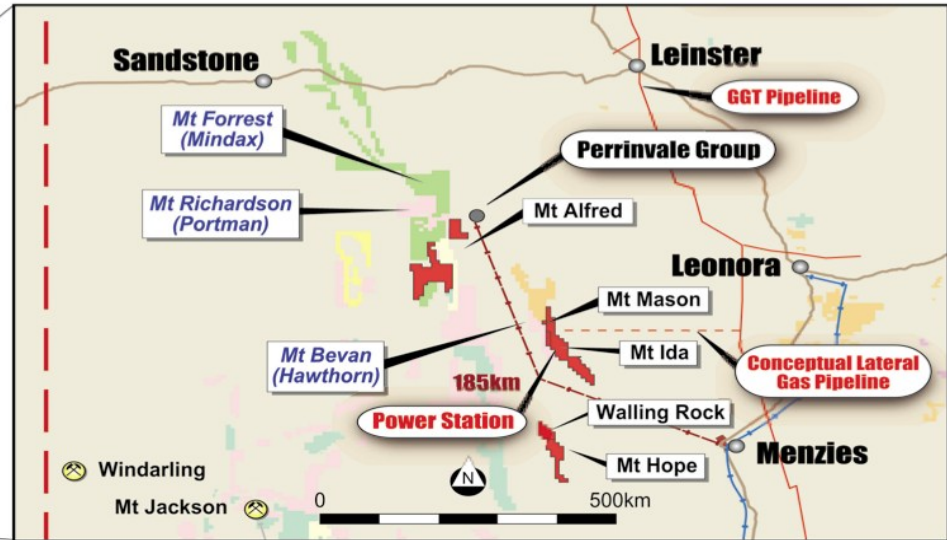 Sandstone
Leinster
GGT Pipeline
Mt Forrest
(Mindax)
Perrinvale Group
Mt Richardson
(Portman)
Mt Alfred
Leonora
Mt Mason
Mt Bevan
(Hawthorn)
Mt Ida
Conceptual Lateral
Gas Pipeline
185km
Power Station
Walling Rock
Menzies
Mt Hope
Windarling
N
Mt Jackson
0
500km